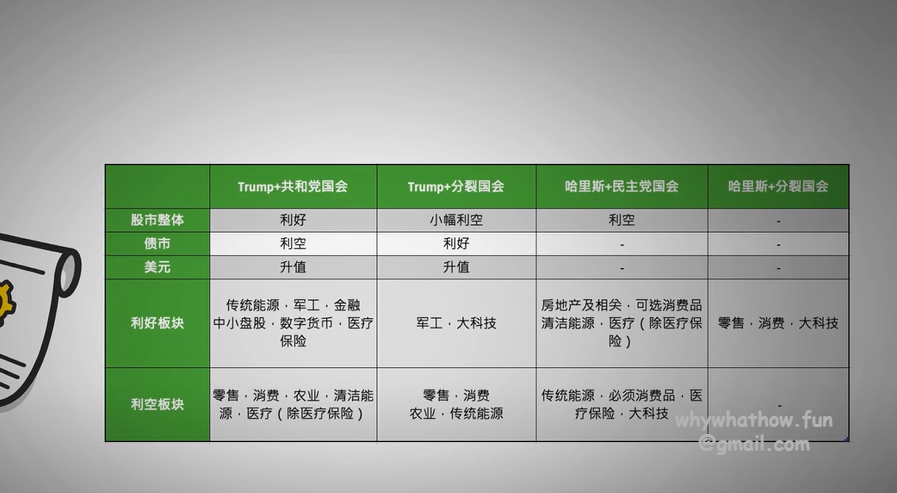 Trump+共和党国会
Trump+分裂国会
哈里斯+民主党国会
哈里斯+分裂国会
股市整体
利好
小幅利空
利空
-
债市
利空
利好
-
-
美元
升值
升值
-
-
利好板块
传统能源 · 军工 · 金融
中小盘股 · 数字货币 · 医疗
保险
军工 · 大科技
房地产及相关 · 可选消费品
清洁能源 · 医疗（除医疗保
险）
零售 · 消费 · 大科技
利空板块
零售 · 消费 · 农业 · 清洁能
源 · 医疗（除医疗保险）
零售 · 消费
农业 · 传统能源
传统能源 · 必须消费品 · 医
疗保险 · 大科技
-
whywhathow.fun
@gmail.com